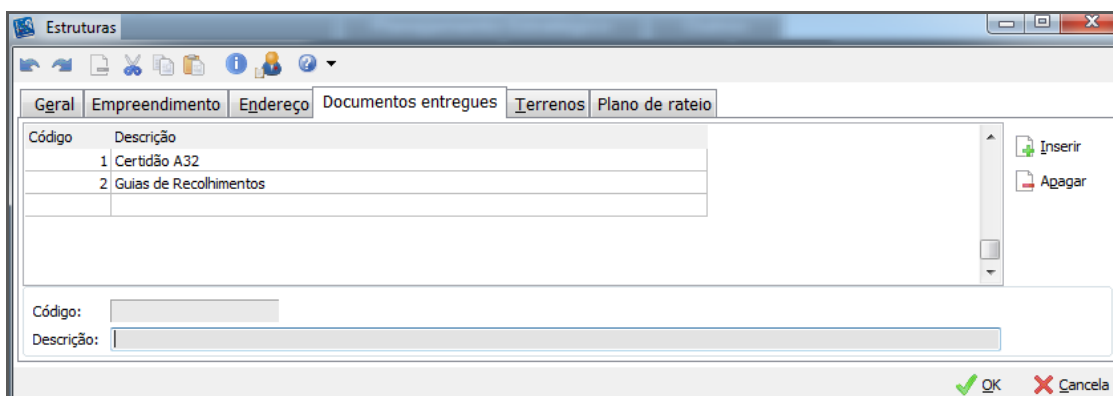 Estruturas
Geral Empreendimento Endereço Documentos entregues Terrenos Plano de rateio
Código Descrição
1 Certidão A32
2 Guias de Recolhimentos
Inserir
Apagar
Código:
Descrição:
OK Cancela